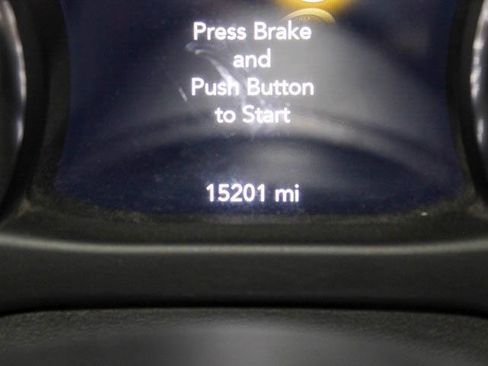 Press Brake
and
Push Button
to Start
15201 mi